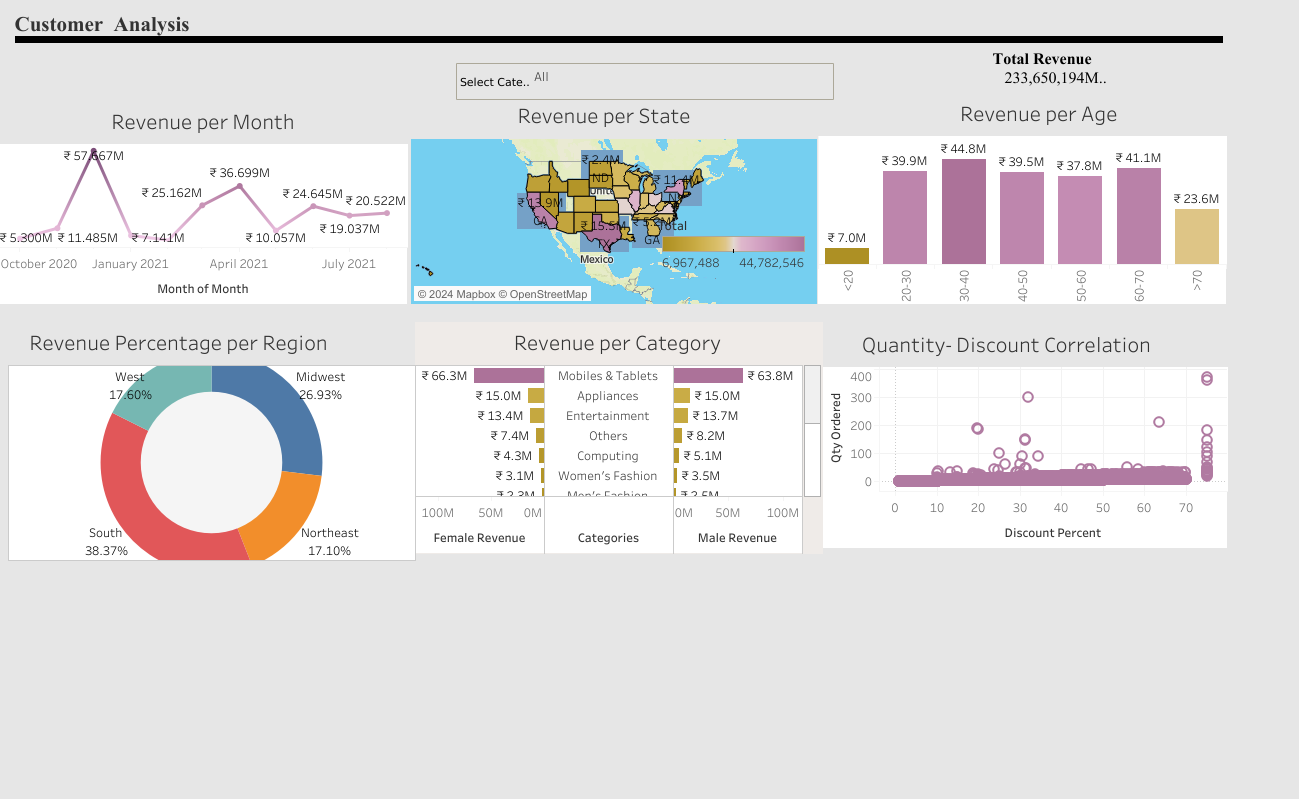 Customer Analysis
Total Revenue
233,650,194M..
Select Cate.. All
Revenue per Month
₹ 57.667M
₹ 36.699M
₹ 25.162M
₹ 24.645M
₹ 20.522M
₹ 19.037M
₹ 5.300M
₹ 11.485M
₹ 7.141M
₹ 10.057M
October 2020
January 2021
April 2021
July 2021
Month of Month
Revenue per State
₹ 2.4M
ND
₹ 13.9M
CA
₹ 15.5M
TX
GA
Total
6,967,488
44,782,546
Mexico
© 2024 Mapbox © OpenStreetMap
Revenue per Age
₹ 7.0M
₹ 39.9M
₹ 44.8M
₹ 39.5M
₹ 37.8M
₹ 41.1M
₹ 23.6M
<20
20-30
30-40
40-50
50-60
60-70
>70
Revenue Percentage per Region
West
17.60%
Midwest
26.93%
South
38.37%
Northeast
17.10%
Revenue per Category
₹ 66.3M Mobiles & Tablets ₹ 63.8M
₹ 15.0M Appliances ₹ 15.0M
₹ 13.4M Entertainment ₹ 13.7M
₹ 7.4M Others ₹ 8.2M
₹ 4.3M Computing ₹ 5.1M
₹ 3.1M Women's Fashion ₹ 3.5M
₹ 2.3M Men's Fashion ₹ 2.5M
100M 50M 0M 0M 50M 100M
Female Revenue Categories Male Revenue
Quantity- Discount Correlation
Qty Ordered
400
300
200
100
0
0 10 20 30 40 50 60 70
Discount Percent